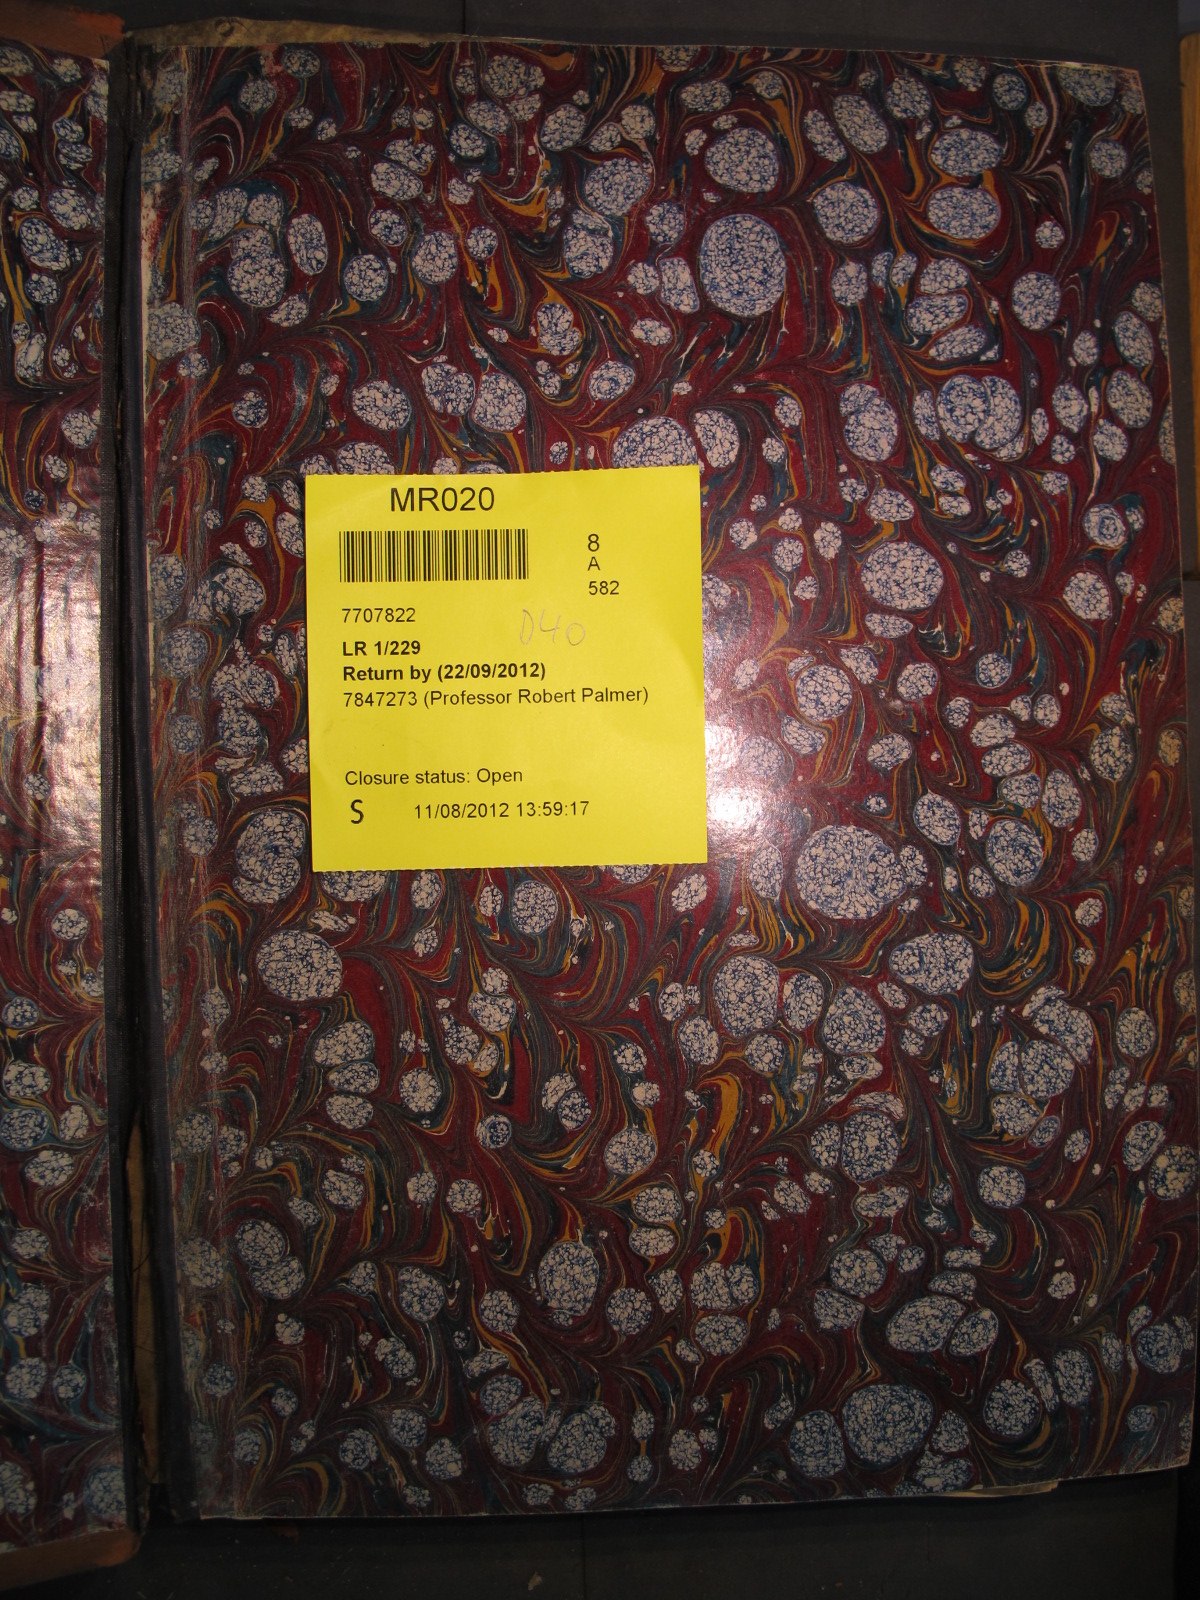 MR020
8
A
582
7707822
D40
LR 1/229
Return by (22/09/2012)
7847273 (Professor Robert Palmer)
Closure status: Open
S 11/08/2012 13:59:17